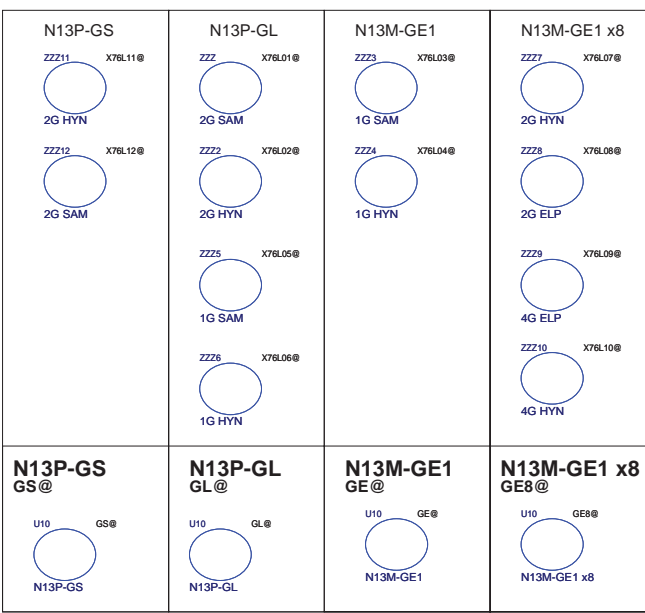 N13P-GS
ZZZ11 X76L11@
2G HYN
ZZZ12 X76L12@
2G SAM
N13P-GL
ZZZ X76L01@
2G SAM
ZZZ2 X76L02@
2G HYN
ZZZ5 X76L05@
1G SAM
ZZZ6 X76L06@
1G HYN
N13M-GE1
ZZZ3 X76L03@
1G SAM
ZZZ4 X76L04@
1G HYN
N13M-GE1 x8
ZZZ7 X76L07@
2G HYN
ZZZ8 X76L08@
2G ELP
ZZZ9 X76L09@
4G ELP
ZZZ10 X76L10@
4G HYN
N13P-GS
GS@
U10 GS@
N13P-GS
N13P-GL
GL@
U10 GL@
N13P-GL
N13M-GE1
GE@
U10 GE@
N13M-GE1
N13M-GE1 x8
GE8@
U10 GE8@
N13M-GE1 x8